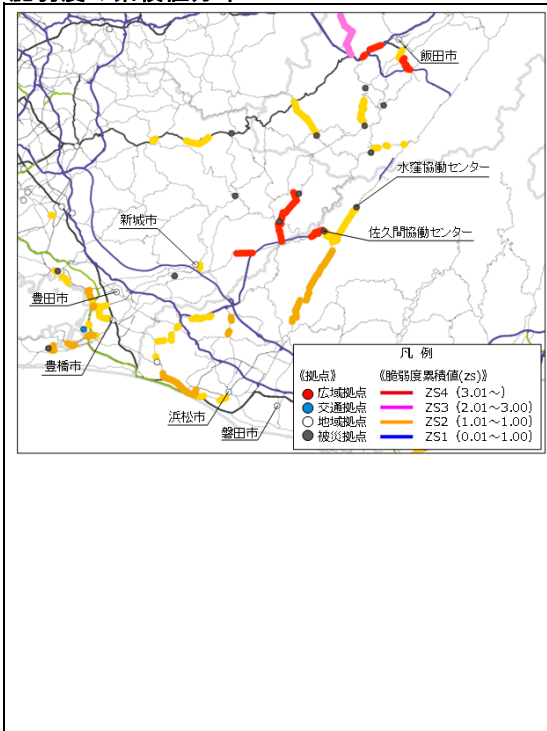 飯田市
水窪協働センター
新城市
佐久間協働センター
豊田市
豊橋市
浜松市
磐田市
凡 例
《拠点》 《脆弱度累積値(zs)》
広域拠点 ZS4 (3.01～)
交通拠点 ZS3 (2.01～3.00)
地域拠点 ZS2 (1.01～1.00)
被災拠点 ZS1 (0.01～1.00)